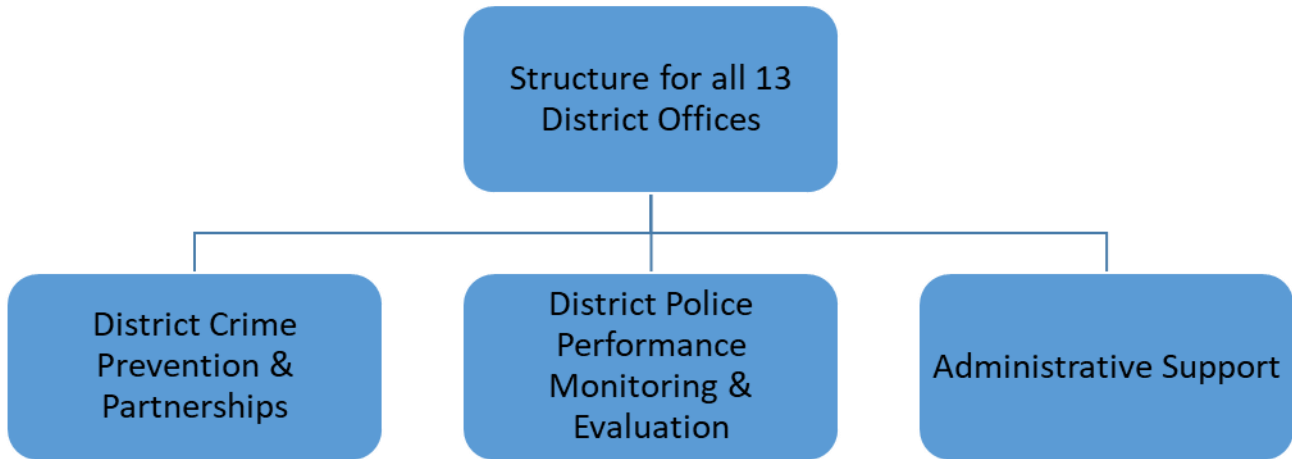 Structure for all 13
District Offices
District Crime
Prevention &
Partnerships
District Police
Performance
Monitoring &
Evaluation
Administrative Support